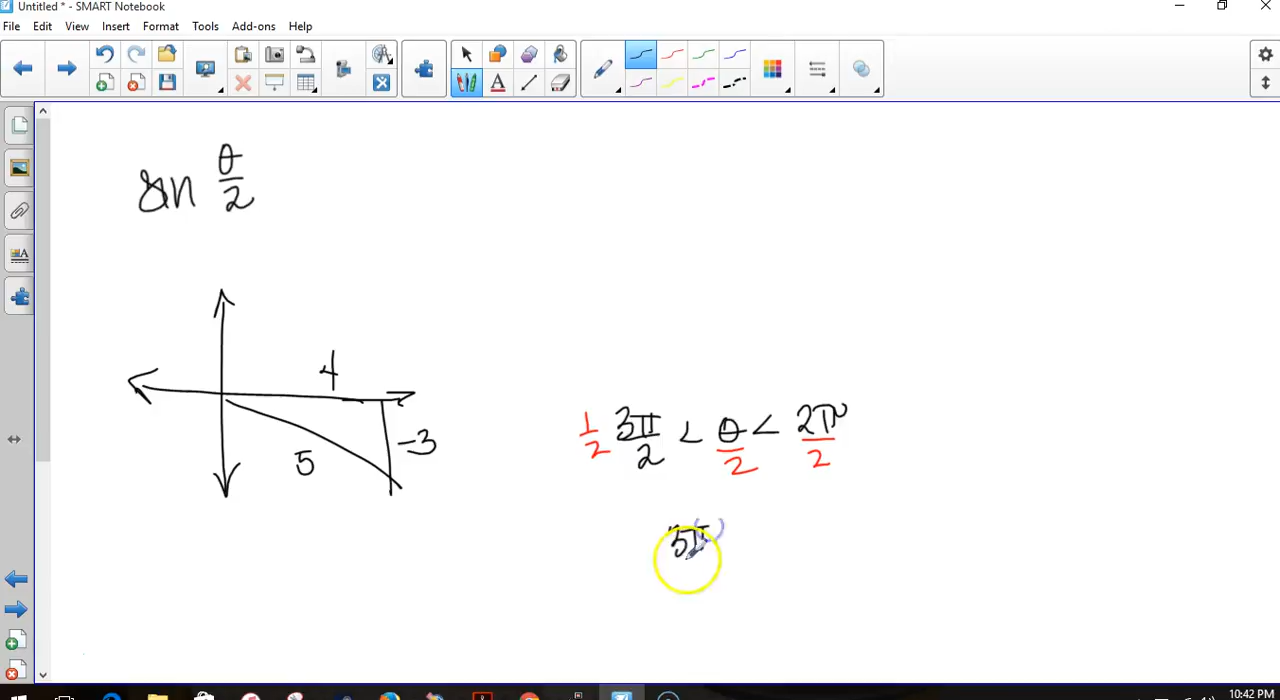 Untitled * - SMART Notebook
File Edit View Insert Format Tools Add-ons Help
sin θ/2
4
-3
5
1/2 3π/2 < θ/2 < 2π/2
10:42 PM